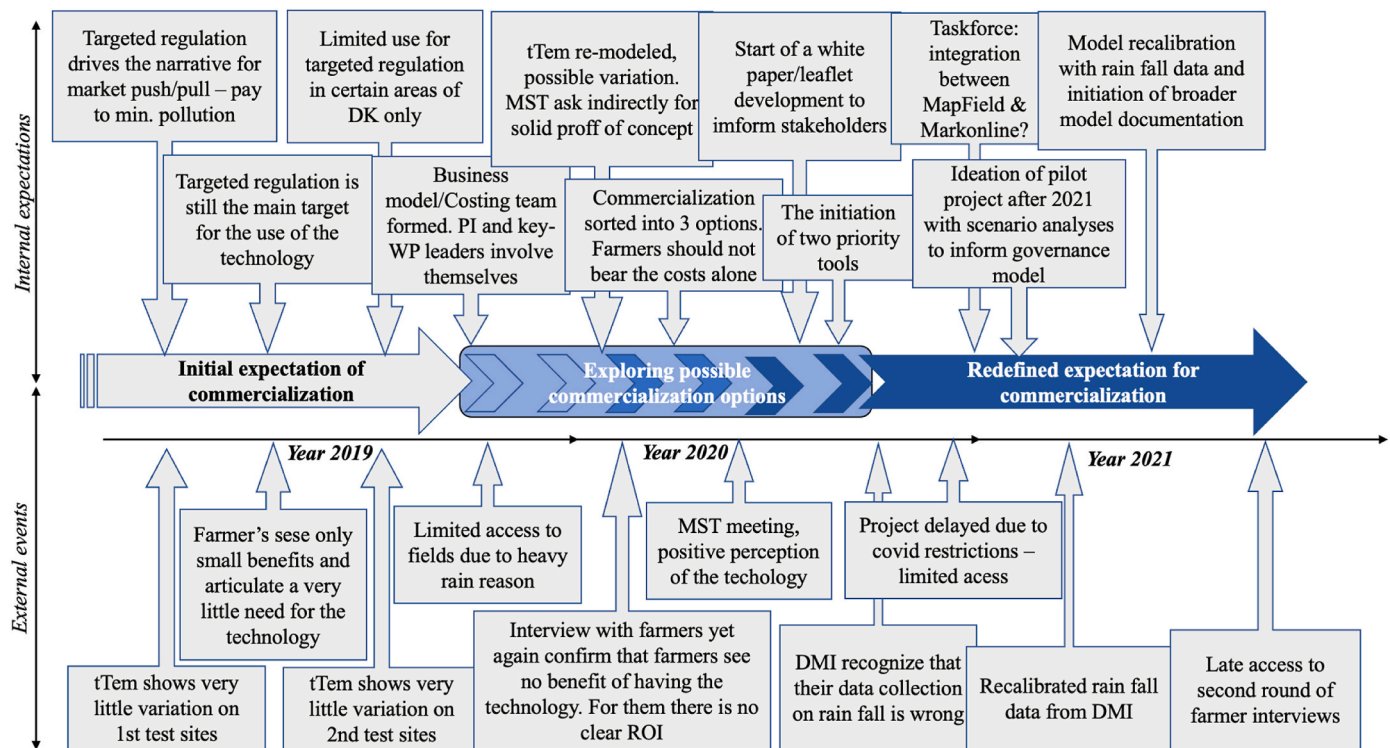 Internal expectations
Targeted regulation
drives the narrative for
market push/pull – pay
to min. pollution
Limited use for
targeted regulation
in certain areas of
DK only
tTem re-modeled,
possible variation.
MST ask indirectly for
solid proff of concept
Start of a white
paper/leaflet
development to
imform stakeholders
Taskforce:
integration
between
MapField &
Markonline?
Model recalibration
with rain fall data and
initiation of broader
model documentation
Targeted regulation is
still the main target
for the use of the
technology
Business
model/Costing team
formed. PI and key-
WP leaders involve
themselves
Commercialization
sorted into 3 options.
Farmers should not
bear the costs alone
The initiation
of two priority
tools
Ideation of pilot
project after 2021
with scenario analyses
to inform governance
model
Initial expectation of
commercialization
Exploring possible
commercialization options
Redefined expectation for
commercialization
Year 2019
Year 2020
Year 2021
External events
Farmer’s sese only
small benefits and
articulate a very
little need for the
technology
Limited access to
fields due to heavy
rain reason
MST meeting,
positive perception
of the techology
Project delayed due to
covid restrictions –
limited acess
tTem shows very
little variation on
1st test sites
tTem shows very
little variation on
2nd test sites
Interview with farmers yet
again confirm that farmers see
no benefit of having the
technology. For them there is no
clear ROI
DMI recognize that
their data collection
on rain fall is wrong
Recalibrated rain fall
data from DMI
Late access to
second round of
farmer interviews